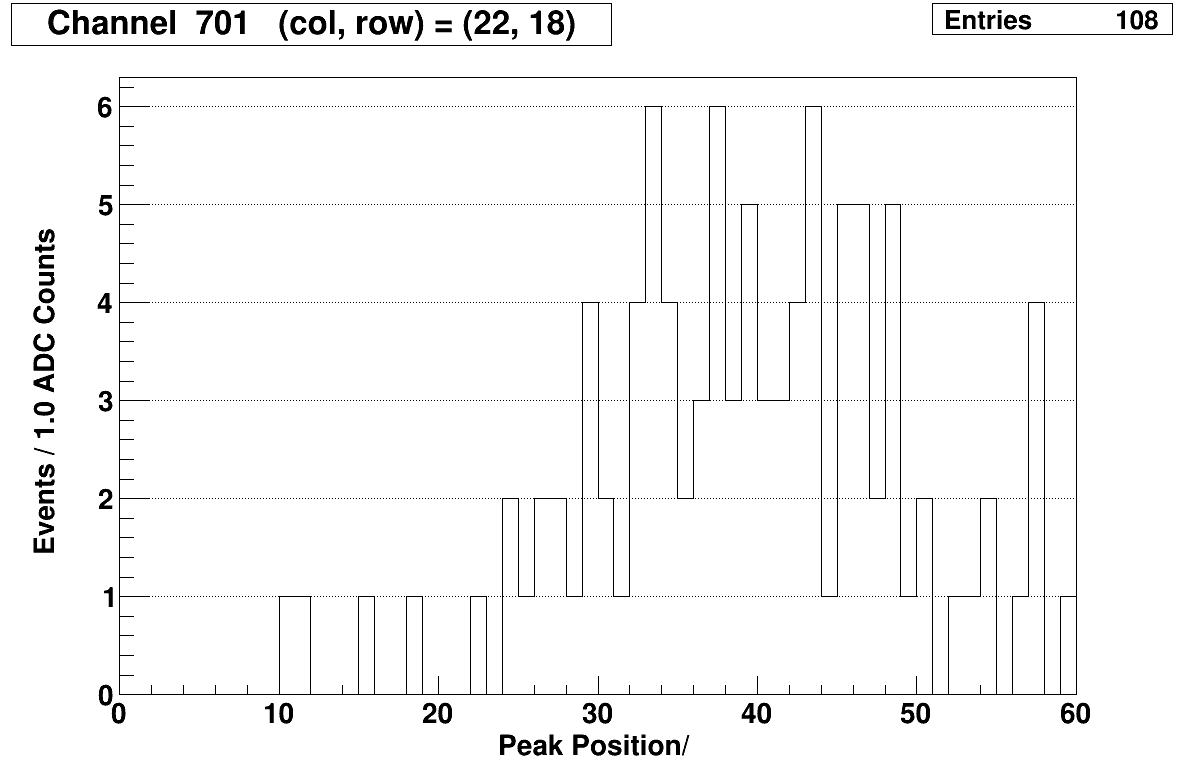 Channel 701 (col, row) = (22, 18)
Entries 108
Events / 1.0 ADC Counts
6
5
4
3
2
1
0
0 10 20 30 40 50 60
Peak Position/